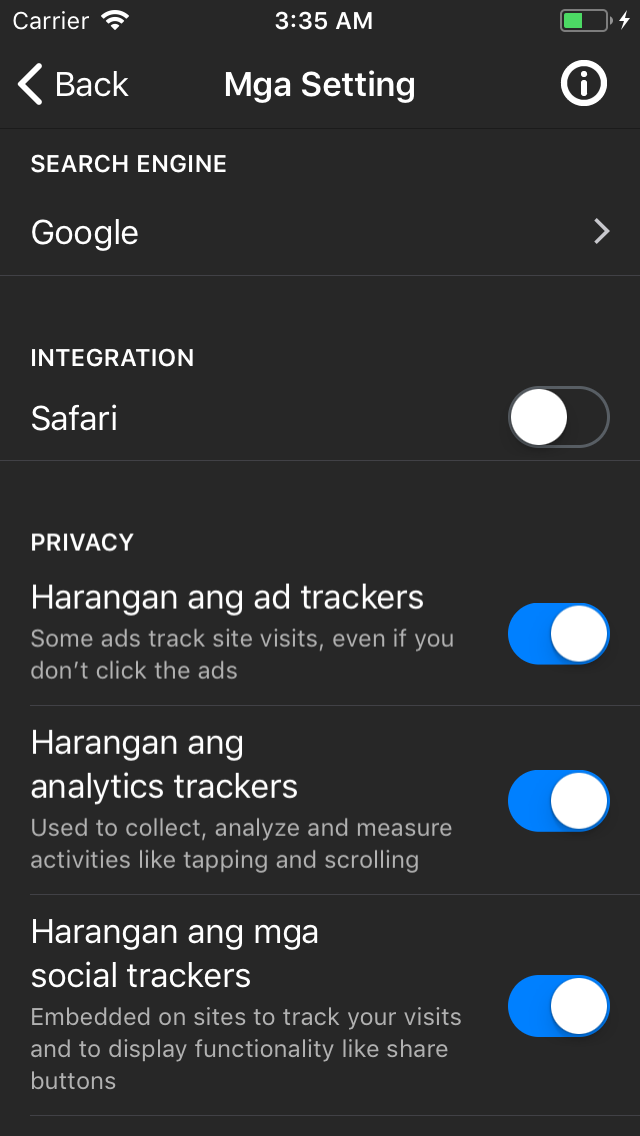 Carrier 3:35 AM
Back Mga Setting
SEARCH ENGINE
Google
INTEGRATION
Safari
PRIVACY
Harangan ang ad trackers
Some ads track site visits, even if you
don’t click the ads
Harangan ang
analytics trackers
Used to collect, analyze and measure
activities like tapping and scrolling
Harangan ang mga
social trackers
Embedded on sites to track your visits
and to display functionality like share
buttons